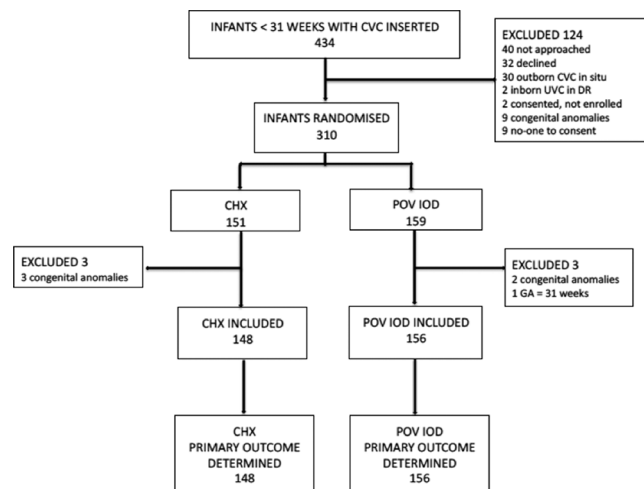 INFANTS < 31 WEEKS WITH CVC INSERTED
434
EXCLUDED 124
40 not approached
32 declined
30 outborn CVC in situ
2 inborn UVC in DR
2 consented, not enrolled
9 congenital anomalies
9 no-one to consent
INFANTS RANDOMISED
310
CHX
151
POV IOD
159
EXCLUDED 3
3 congenital anomalies
EXCLUDED 3
2 congenital anomalies
1 GA = 31 weeks
CHX INCLUDED
148
POV IOD INCLUDED
156
CHX
PRIMARY OUTCOME
DETERMINED
148
POV IOD
PRIMARY OUTCOME
DETERMINED
156